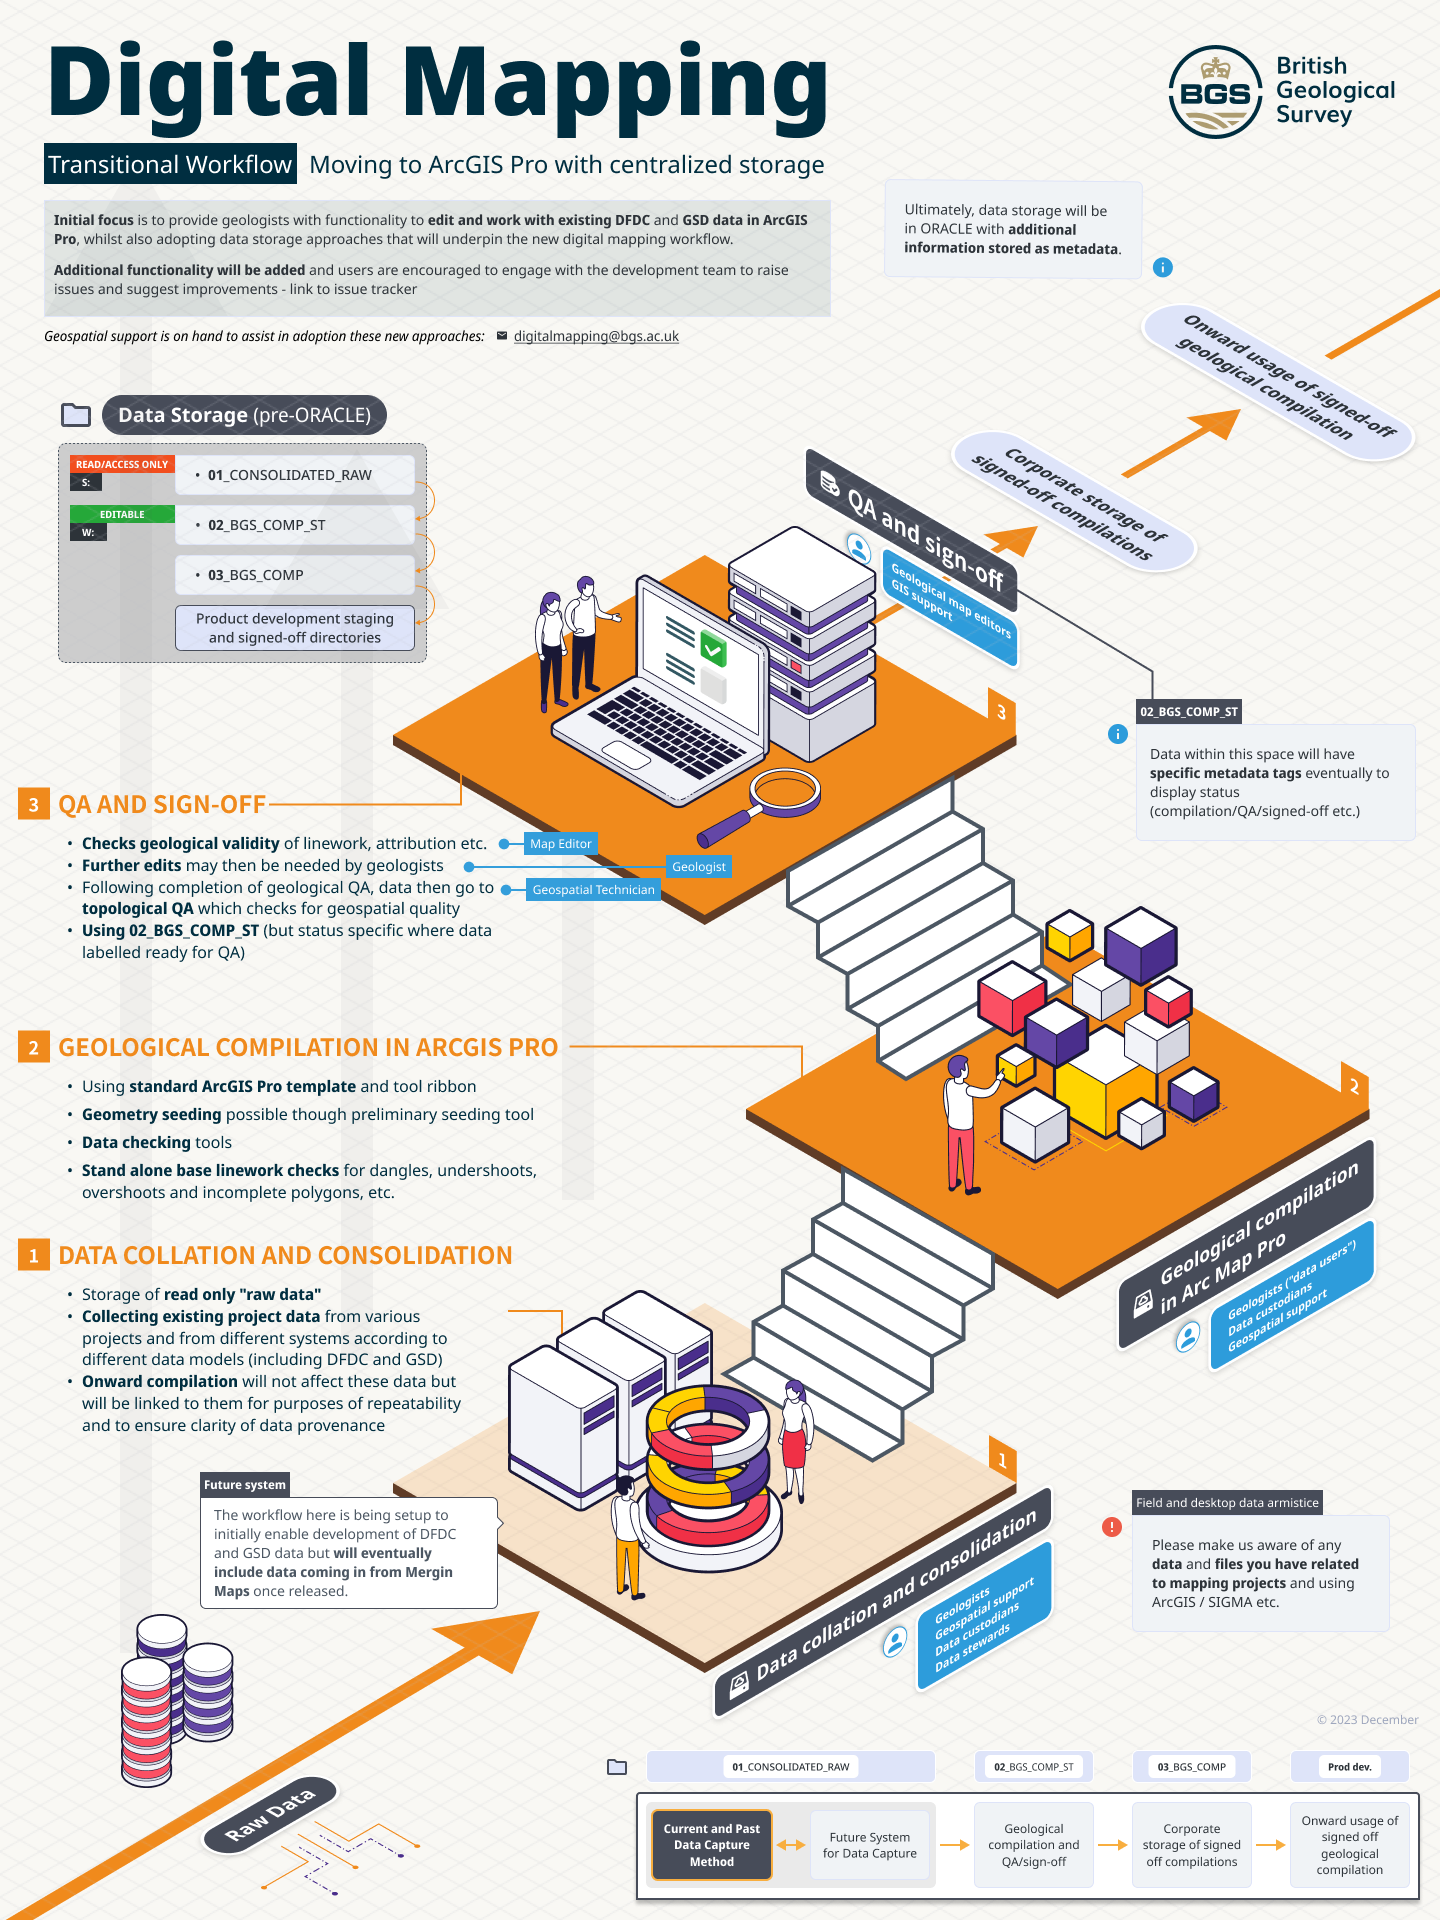 Digital Mapping
BGS
British
Geological
Survey
Transitional Workflow Moving to ArcGIS Pro with centralized storage
Initial focus is to provide geologists with functionality to edit and work with existing DFDC and GSD data in ArcGIS
Pro, whilst also adopting data storage approaches that will underpin the new digital mapping workflow.
Additional functionality will be added and users are encouraged to engage with the development team to raise
issues and suggest improvements - link to issue tracker
Geospatial support is on hand to assist in adoption these new approaches: digitalmapping@bgs.ac.uk
Ultimately, data storage will be
in ORACLE with additional
information stored as metadata.
i
Onward usage of signed-off
geological compilation
Corporate storage of
signed-off compilations
Data Storage (pre-ORACLE)
READ/ACCESS ONLY
S:
• 01_CONSOLIDATED_RAW
EDITABLE
W:
• 02_BGS_COMP_ST
• 03_BGS_COMP
Product development staging
and signed-off directories
QA and sign-off
Geological map editors
GIS support
3
02_BGS_COMP_ST
i
Data within this space will have
specific metadata tags eventually to
display status
(compilation/QA/signed-off etc.)
3 QA AND SIGN-OFF
• Checks geological validity of linework, attribution etc.
Map Editor
• Further edits may then be needed by geologists
Geologist
• Following completion of geological QA, data then go to
topological QA which checks for geospatial quality
Geospatial Technician
• Using 02_BGS_COMP_ST (but status specific where data
labelled ready for QA)
2 GEOLOGICAL COMPILATION IN ARCGIS PRO
• Using standard ArcGIS Pro template and tool ribbon
• Geometry seeding possible though preliminary seeding tool
• Data checking tools
• Stand alone base linework checks for dangles, undershoots,
overshoots and incomplete polygons, etc.
2
Geological compilation
in Arc Map Pro
Geologists ("data users")
Data custodians
Geospatial support
1 DATA COLLATION AND CONSOLIDATION
• Storage of read only "raw data"
• Collecting existing project data from various
projects and from different systems according to
different data models (including DFDC and GSD)
• Onward compilation will not affect these data but
will be linked to them for purposes of repeatability
and to ensure clarity of data provenance
1
Future system
The workflow here is being setup to
initially enable development of DFDC
and GSD data but will eventually
include data coming in from Mergin
Maps once released.
Data collation and consolidation
Geologists
Geospatial support
Data custodians
Data stewards
Field and desktop data armistice
!
Please make us aware of any
data and files you have related
to mapping projects and using
ArcGIS / SIGMA etc.
Raw Data
© 2023 December
01_CONSOLIDATED_RAW
02_BGS_COMP_ST
03_BGS_COMP
Prod dev.
Current and Past
Data Capture
Method
Future System
for Data Capture
Geological
compilation and
QA/sign-off
Corporate
storage of signed
off compilations
Onward usage of
signed off
geological
compilation